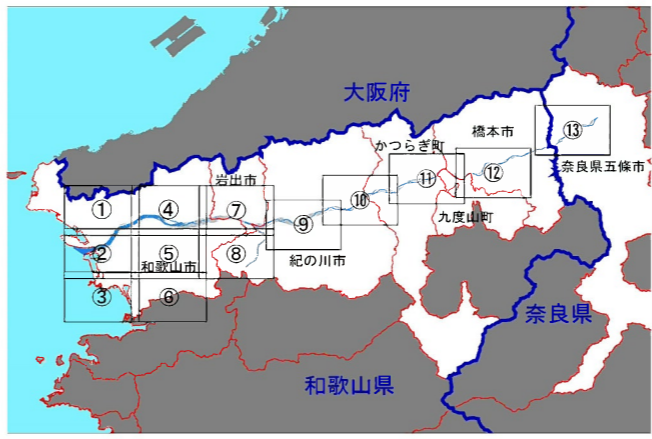 大阪府
橋本市
⑬
かつらぎ町
奈良県五條市
岩出市
⑪
⑫
①
④
⑦
⑨
⑩
九度山町
②
⑤
⑧
紀の川市
和歌山市
③
⑥
奈良県
和歌山県